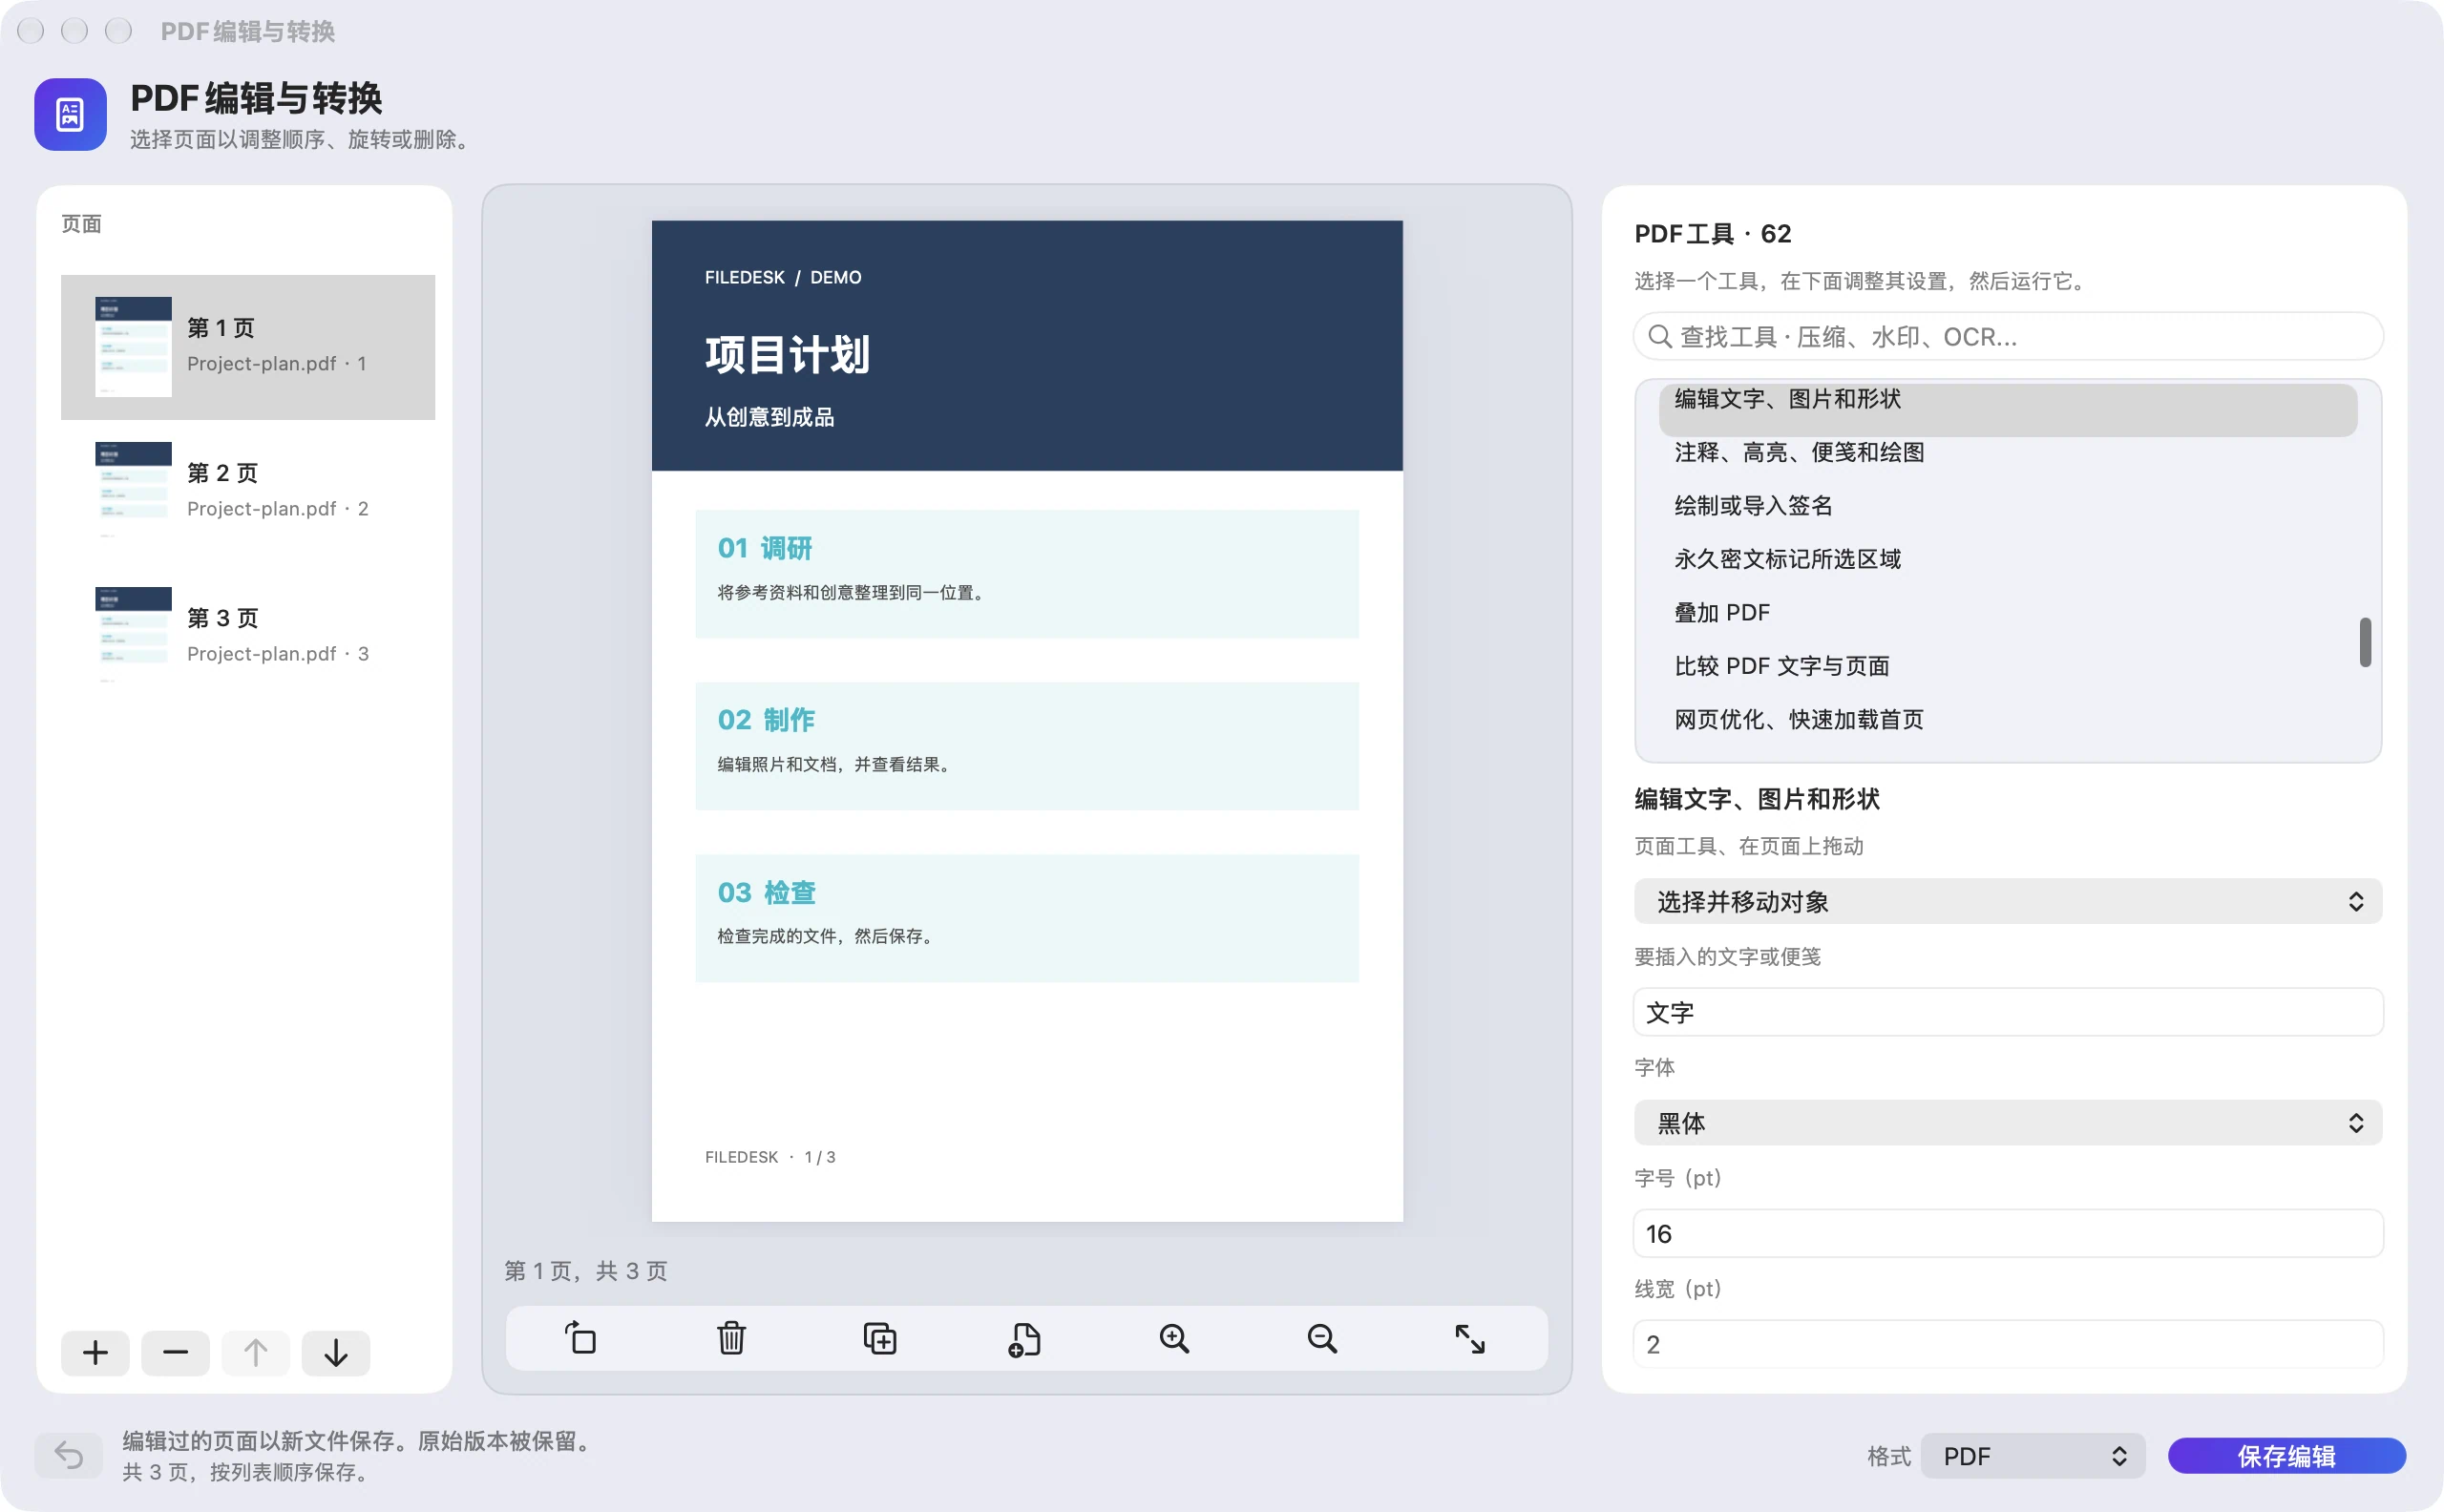 PDF编辑与转换
PDF编辑与转换
选择页面以调整顺序、旋转或删除。
页面
第 1 页
Project-plan.pdf · 1
第 2 页
Project-plan.pdf · 2
第 3 页
Project-plan.pdf · 3
FILEDESK / DEMO
项目计划
从创意到成品
01 调研
将参考资料和创意整理到同一位置。
02 制作
编辑照片和文档，并查看结果。
03 检查
检查完成的文件，然后保存。
FILEDESK · 1 / 3
第 1 页，共 3 页
PDF工具 · 62
选择一个工具，在下面调整其设置，然后运行它。
查找工具 · 压缩、水印、OCR...
编辑文字、图片和形状
注释、高亮、便笺和绘图
绘制或导入签名
永久密文标记所选区域
叠加 PDF
比较 PDF 文字与页面
网页优化、快速加载首页
编辑文字、图片和形状
页面工具、在页面上拖动
选择并移动对象
要插入的文字或便笺
文字
字体
黑体
字号 (pt)
16
线宽 (pt)
2
编辑过的页面以新文件保存。原始版本被保留。
共 3 页，按列表顺序保存。
格式
PDF
保存编辑